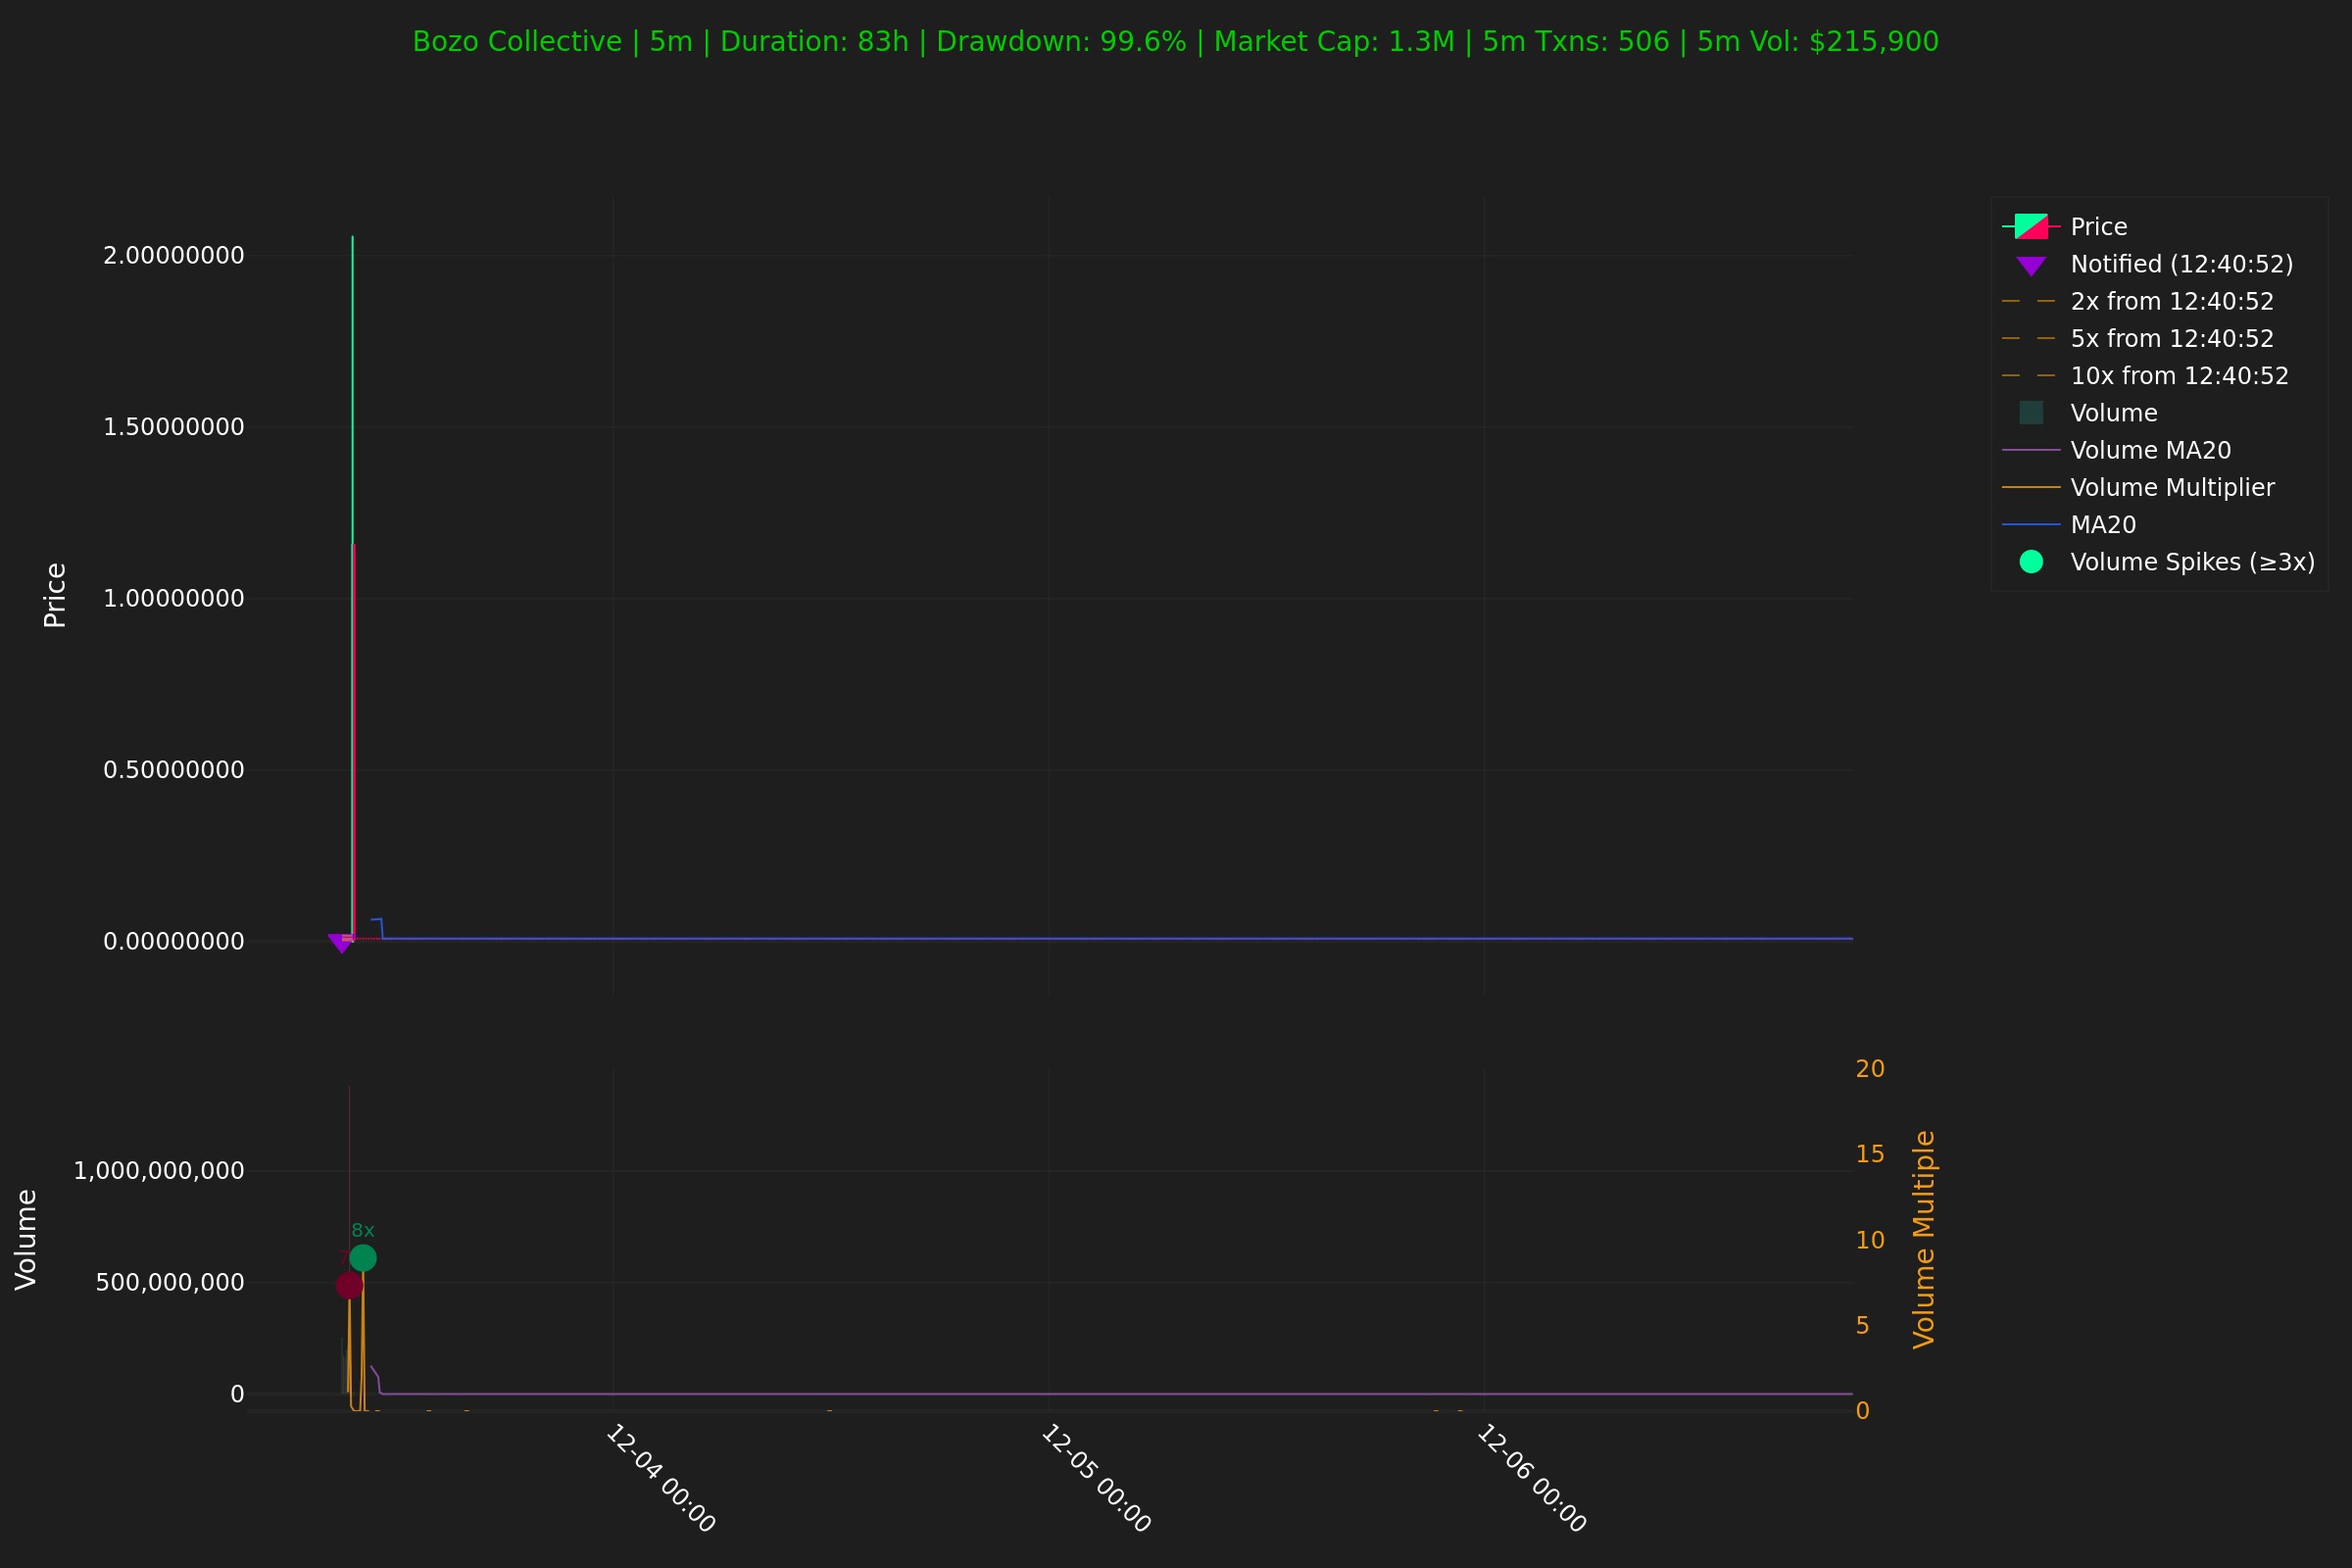 Bozo Collective | 5m | Duration: 83h | Drawdown: 99.6% | Market Cap: 1.3M | 5m Txns: 506 | 5m Vol: $215,900
Price
2.00000000
1.50000000
1.00000000
0.50000000
0.00000000
Price
Notified (12:40:52)
2x from 12:40:52
5x from 12:40:52
10x from 12:40:52
Volume
Volume MA20
Volume Multiplier
MA20
Volume Spikes (≥3x)
Volume
1,000,000,000
500,000,000
0
8x
20
15
10
5
0
Volume Multiple
12-04 00:00
12-05 00:00
12-06 00:00